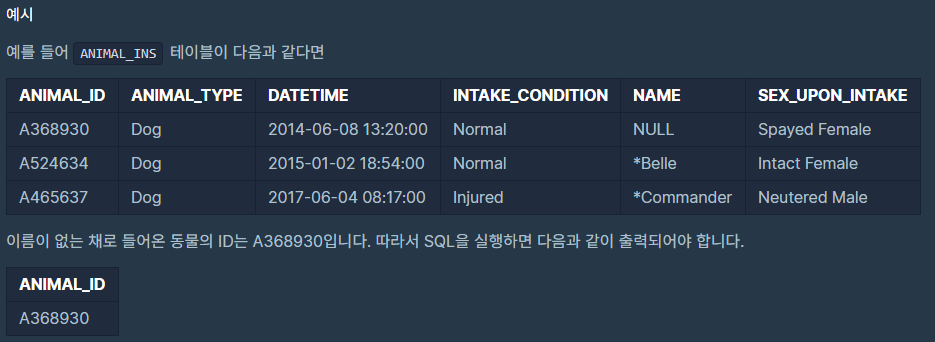 예시
예를 들어 ANIMAL_INS 테이블이 다음과 같다면
ANIMAL_ID ANIMAL_TYPE DATETIME INTAKE_CONDITION NAME SEX_UPON_INTAKE
A368930 Dog 2014-06-08 13:20:00 Normal NULL Spayed Female
A524634 Dog 2015-01-02 18:54:00 Normal *Belle Intact Female
A465637 Dog 2017-06-04 08:17:00 Injured *Commander Neutered Male
이름이 없는 채로 들어온 동물의 ID는 A368930입니다. 따라서 SQL을 실행하면 다음과 같이 출력되어야 합니다.
ANIMAL_ID
A368930